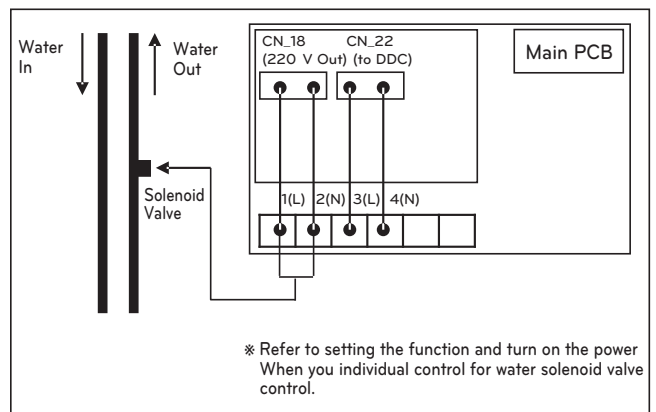 Water
In
Water
Out
CN_18
(220 V Out)
CN_22
(to DDC)
Main PCB
Solenoid
Valve
1(L) 2(N) 3(L) 4(N)
※ Refer to setting the function and turn on the power
When you individual control for water solenoid valve
control.